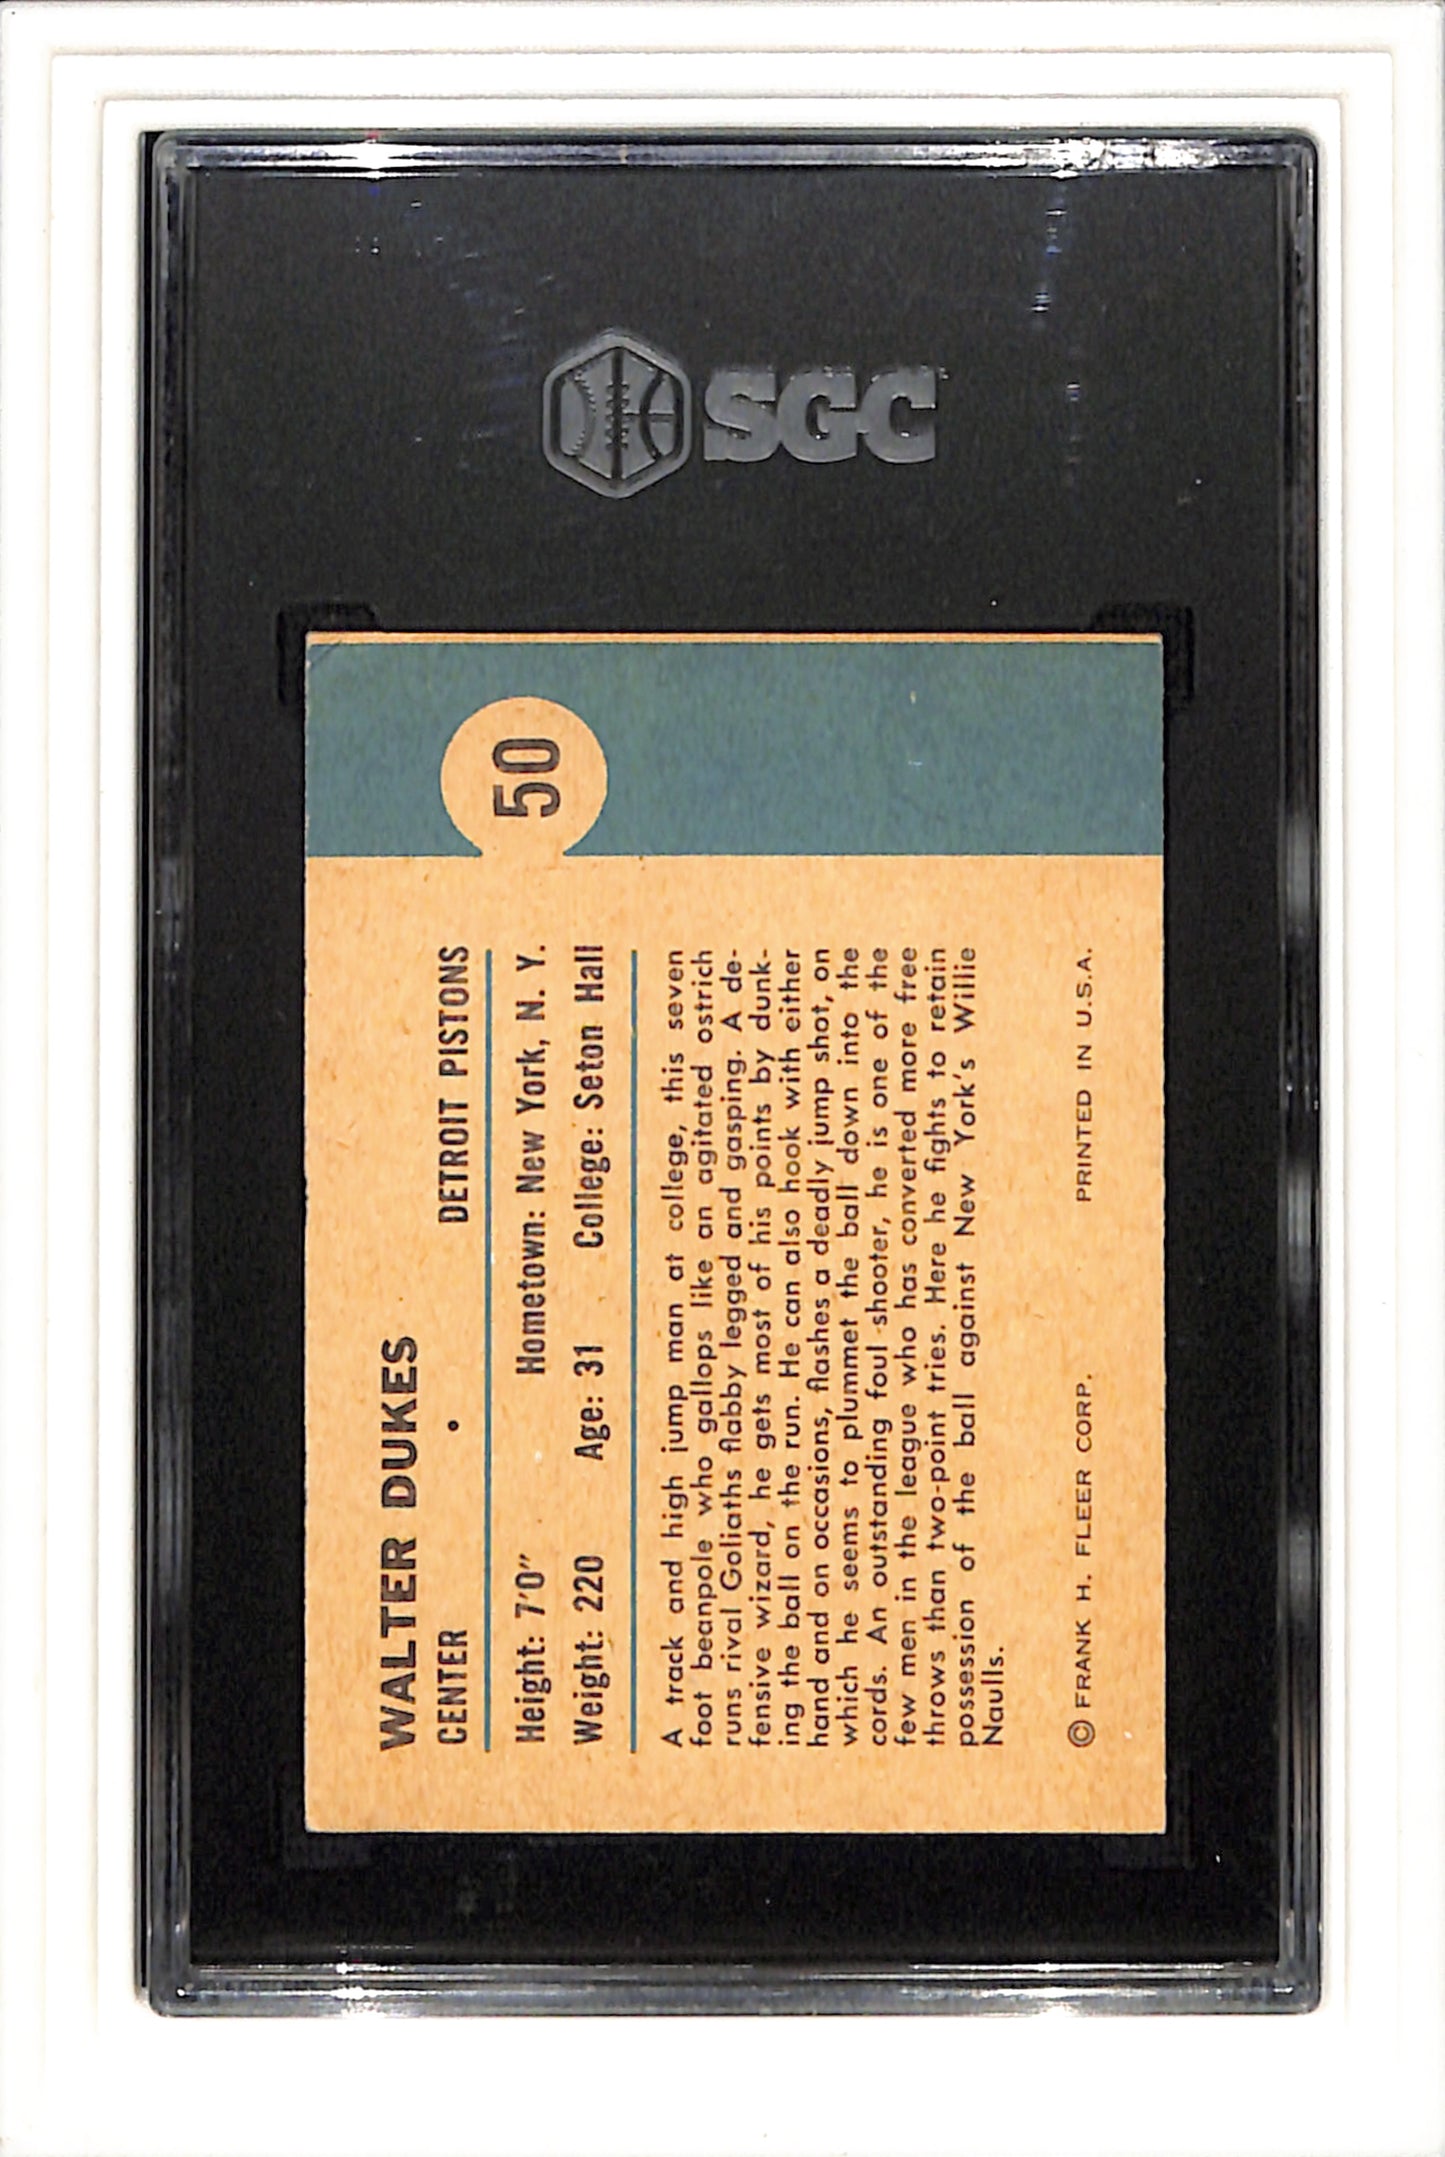 SGC
50
WALTER DUKES
CENTER • DETROIT PISTONS
Height: 7'0" Hometown: New York, N. Y.
Weight: 220 Age: 31 College: Seton Hall
A track and high jump man at college, this seven
foot beanpole who gallops like an agitated ostrich
runs rival Goliaths flabby legged and gasping. A de-
fensive wizard, he gets most of his points by dunk-
ing the ball on the run. He can also hook with either
hand and on occasions, flashes a deadly jump shot, on
which he seems to plummet the ball down into the
cords. An outstanding foul shooter, he is one of the
few men in the league who has converted more free
throws than two-point tries. Here he fights to retain
possession of the ball against New York's Willie
Naulls.
© FRANK H. FLEER CORP. PRINTED IN U.S.A.